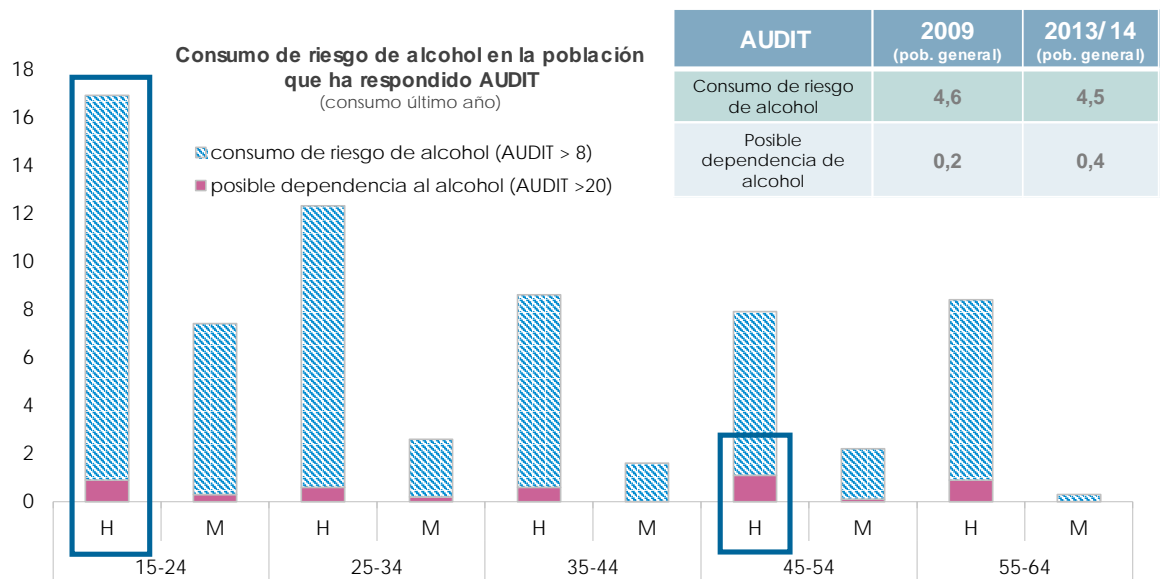 Consumo de riesgo de alcohol en la población
que ha respondido AUDIT
(consumo último año)
consumo de riesgo de alcohol (AUDIT > 8)
posible dependencia al alcohol (AUDIT >20)
AUDIT
2009
(pob. general)
2013/ 14
(pob. general)
Consumo de riesgo
de alcohol
4,6
4,5
Posible
dependencia de
alcohol
0,2
0,4
18
16
14
12
10
8
6
4
2
0
H M H M H M H M H M
15-24 25-34 35-44 45-54 55-64